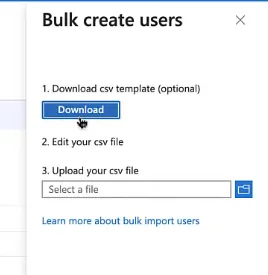 Bulk create users
1. Download csv template (optional)
Download
2. Edit your csv file
3. Upload your csv file
Select a file
Learn more about bulk import users